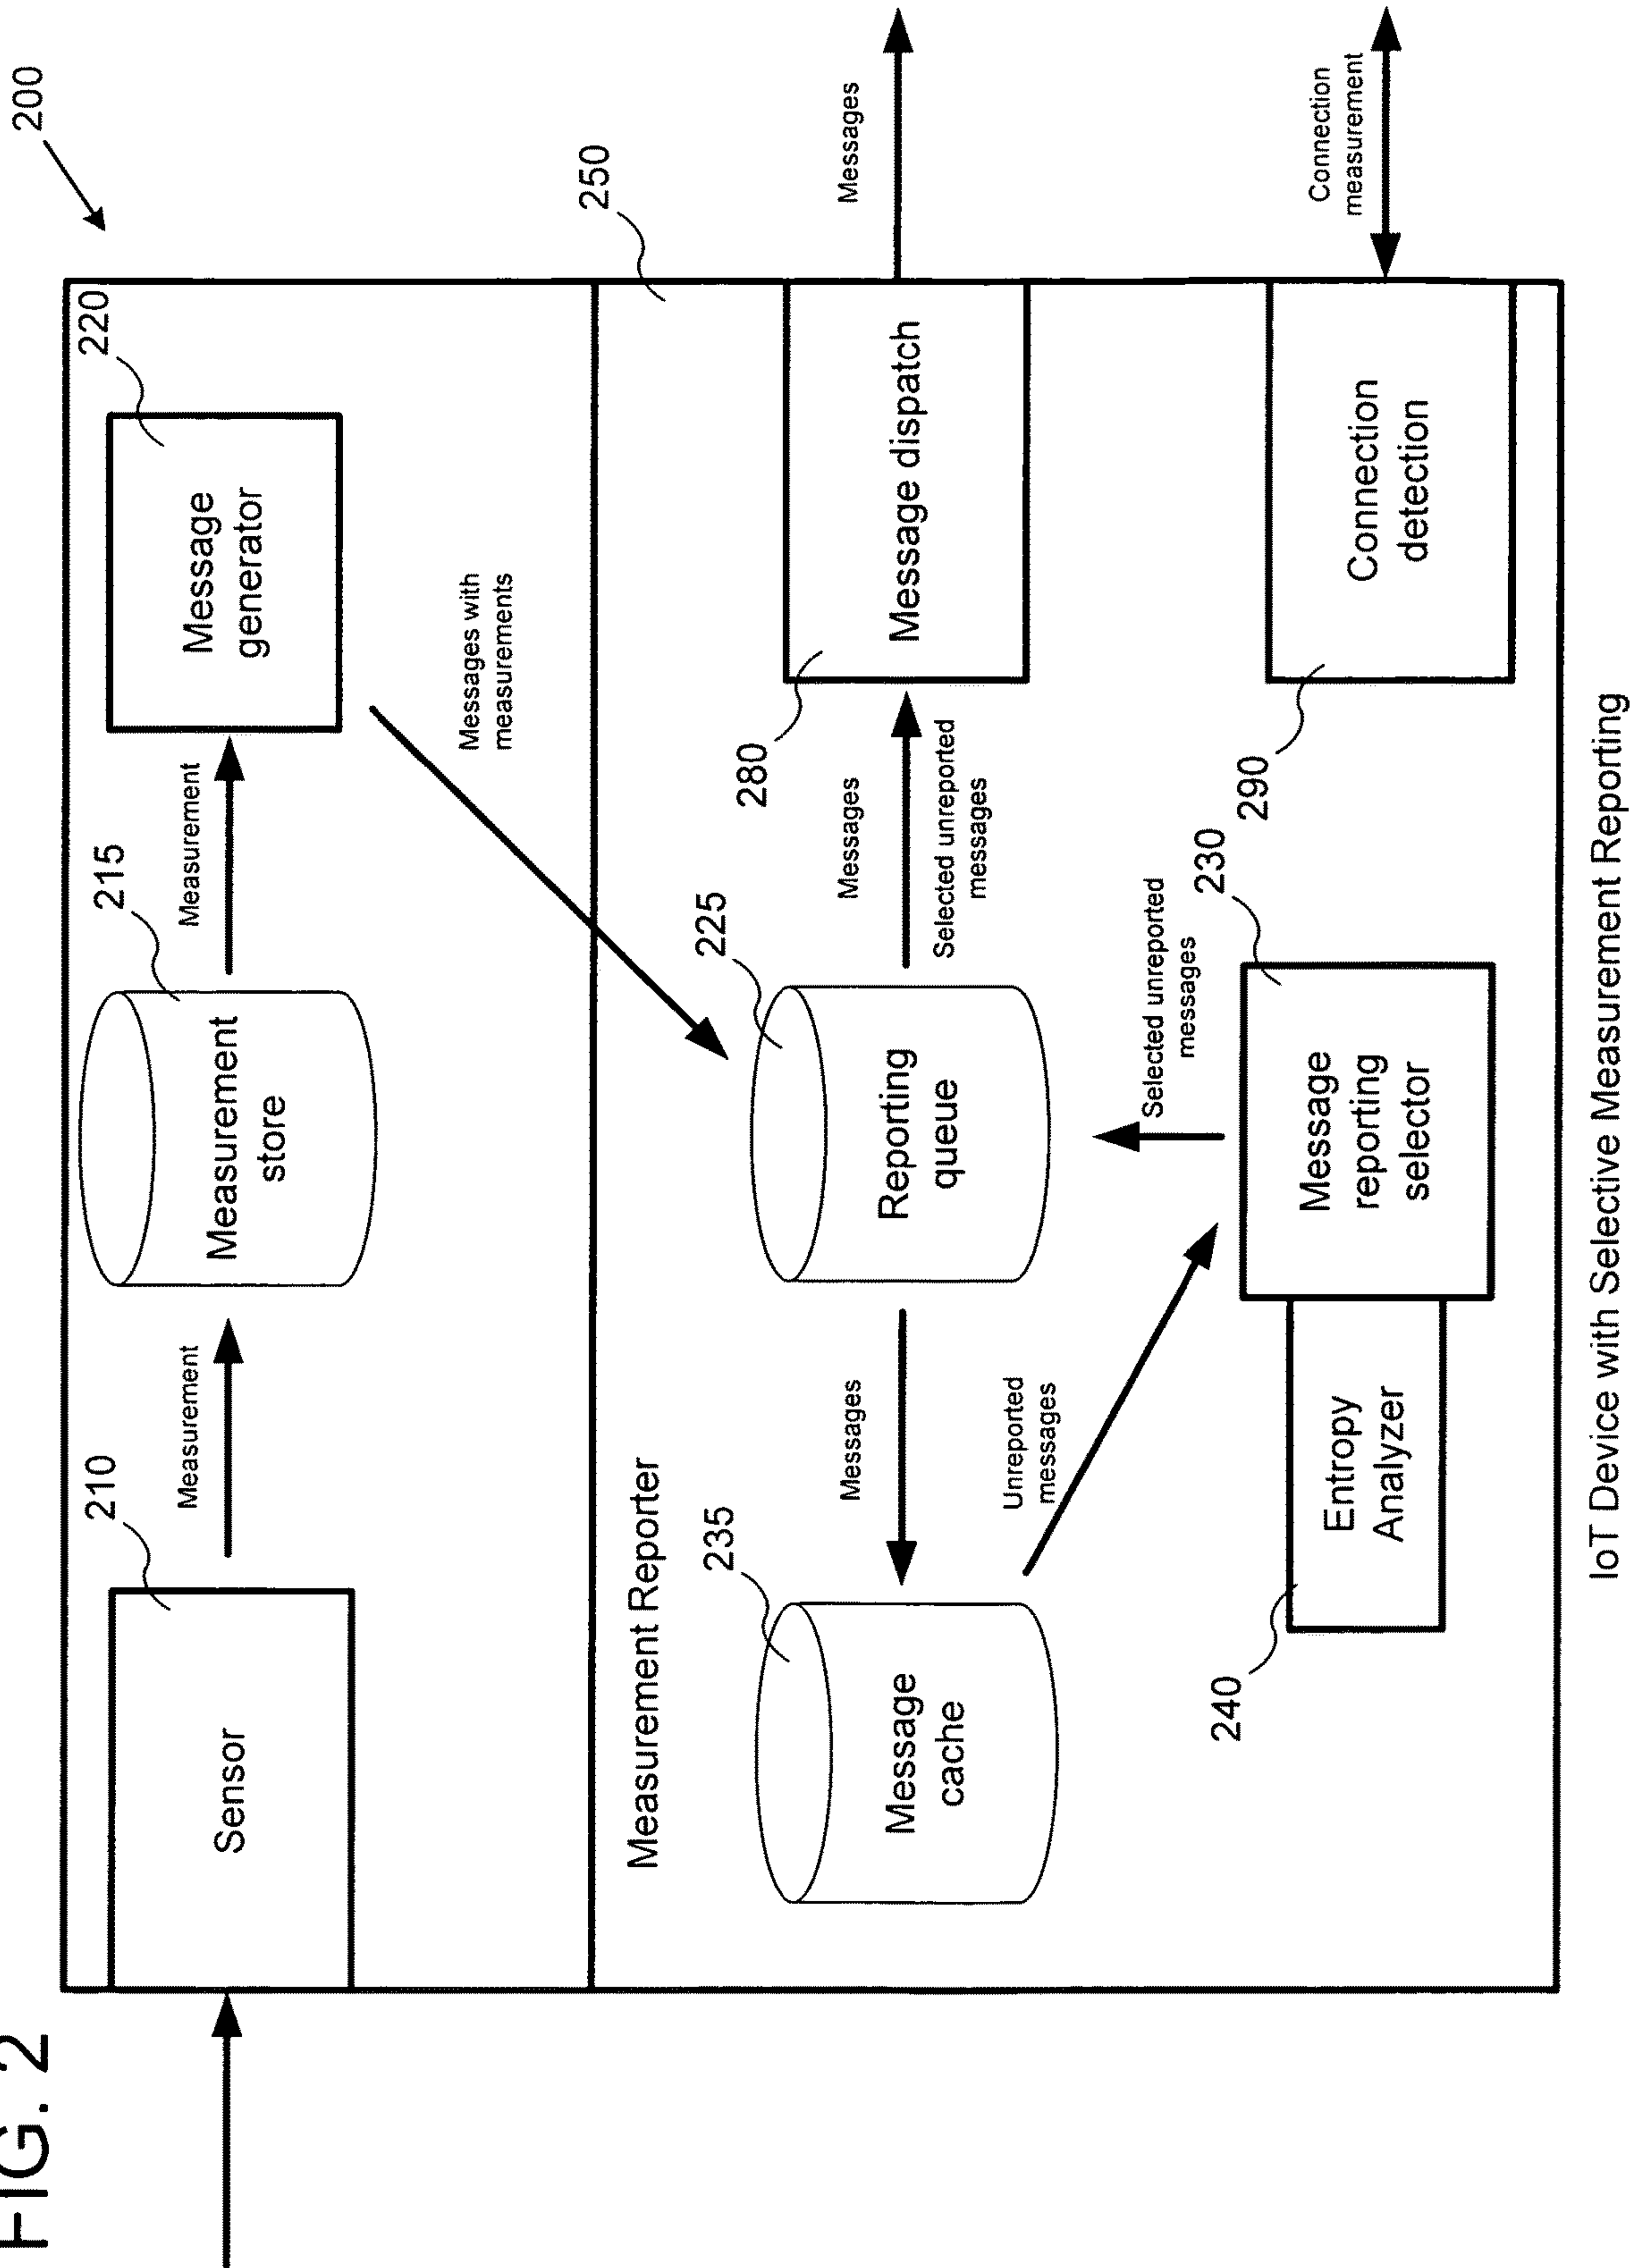 FIG. 2
200
210
215
220
Sensor
Measurement
Measurement
store
Measurement
Message
generator
Messages with
measurements
250
Measurement Reporter
235
225
280
Message
cache
Messages
Reporting
queue
Messages
Selected unreported
messages
Message dispatch
Messages
Unreported
messages
Selected unreported
messages
240
230
290
Entropy
Analyzer
Message
reporting
selector
Connection
detection
Connection
measurement
IoT Device with Selective Measurement Reporting